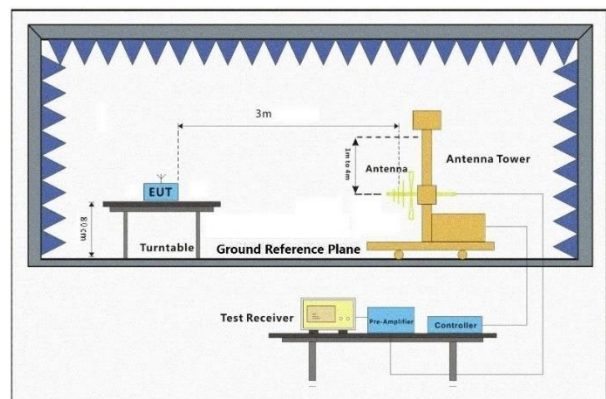 3m
1m to 4m
Antenna
Antenna Tower
EUT
80cm
Turntable
Ground Reference Plane
Test Receiver
Pre-Amplifier
Controller